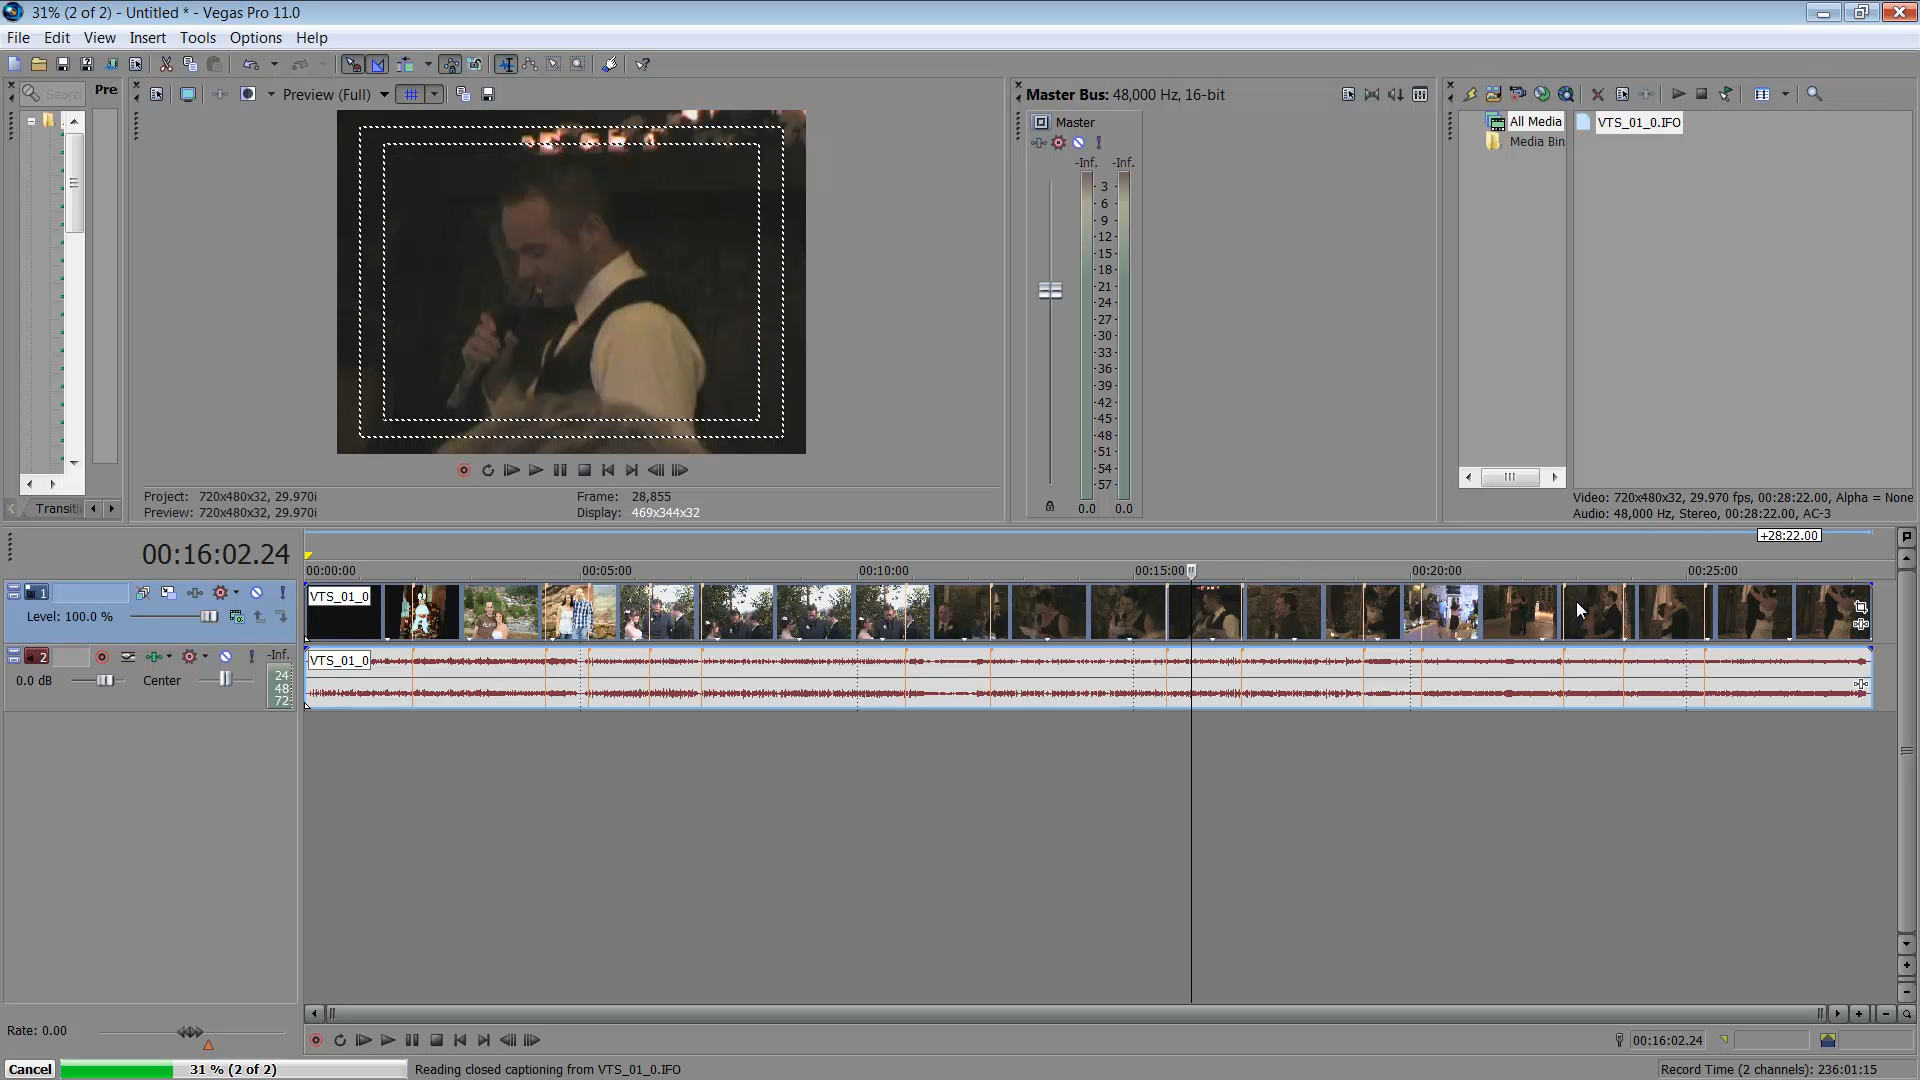 31% (2 of 2) - Untitled * - Vegas Pro 11.0
File Edit View Insert Tools Options Help
Search
Pre
Transiti
Preview (Full)
Project: 720x480x32, 29.970i
Preview: 720x480x32, 29.970i
Frame: 28,855
Display: 469x344x32
Master Bus: 48,000 Hz, 16-bit
Master
-Inf. -Inf.
3
6
9
12
15
18
21
24
27
30
33
36
39
42
45
48
51
54
57
0.0 0.0
All Media
Media Bin
VTS_01_0.IFO
Video: 720x480x32, 29.970 fps, 00:28:22.00, Alpha = None
Audio: 48,000 Hz, Stereo, 00:28:22.00, AC-3
+28:22.00
00:16:02.24
00:00:00 00:05:00 00:10:00 00:15:00 00:20:00 00:25:00
1
Level: 100.0 %
VTS_01_0
2
-Inf.
0.0 dB Center
24
48
72
VTS_01_0
Rate: 0.00
00:16:02.24
Cancel 31 % (2 of 2) Reading closed captioning from VTS_01_0.IFO
Record Time (2 channels): 236:01:15